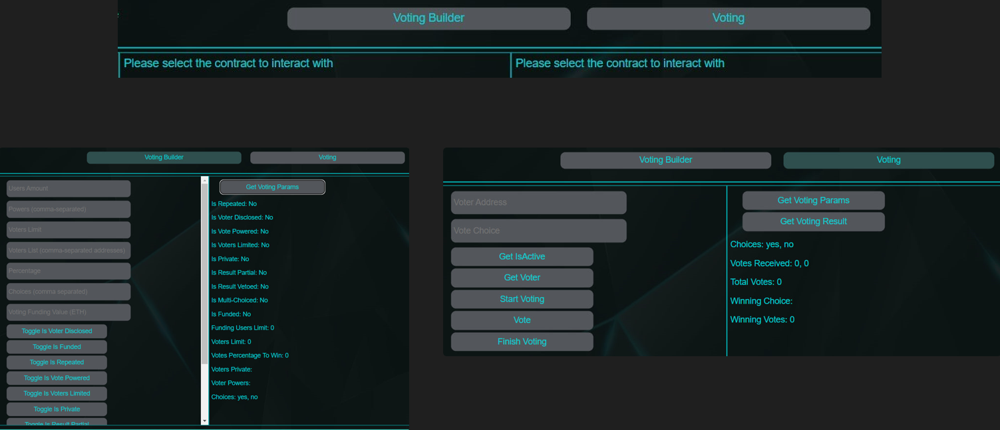 Voting Builder
Voting
Please select the contract to interact with
Please select the contract to interact with
Voting Builder
Voting
Users Amount
Powers (comma-separated)
Voters Limit
Voters List (comma-separated addresses)
Percentage
Choices (comma separated)
Voting Funding Value (ETH)
Toggle Is Voter Disclosed
Toggle Is Funded
Toggle Is Repeated
Toggle Is Vote Powered
Toggle Is Voters Limited
Toggle Is Private
Toggle Is Result Partial
Get Voting Params
Is Repeated: No
Is Voter Disclosed: No
Is Vote Powered: No
Is Voters Limited: No
Is Private: No
Is Result Partial: No
Is Result Vetoed: No
Is Multi-Choiced: No
Is Funded: No
Funding Users Limit: 0
Voters Limit: 0
Votes Percentage To Win: 0
Voters Private:
Voter Powers:
Choices: yes, no
Voting Builder
Voting
Voter Address
Vote Choice
Get IsActive
Get Voter
Start Voting
Vote
Finish Voting
Get Voting Params
Get Voting Result
Choices: yes, no
Votes Received: 0, 0
Total Votes: 0
Winning Choice:
Winning Votes: 0